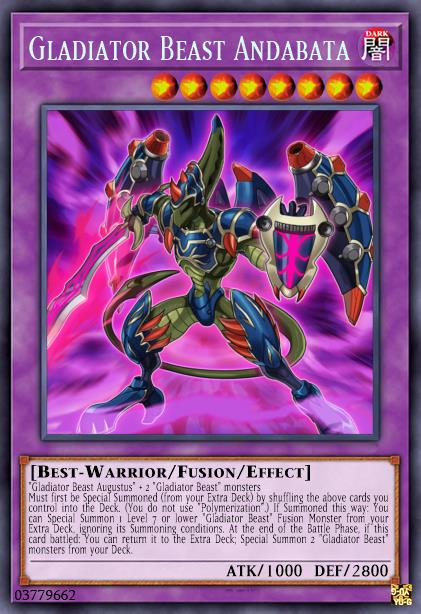 GLADIATOR BEAST ANDABATA
DARK
闇
[BEST-WARRIOR/FUSION/EFFECT]
"Gladiator Beast Augustus" + 2 "Gladiator Beast" monsters
Must first be Special Summoned (from your Extra Deck) by shuffling the above cards you
control into the Deck. (You do not use "Polymerization".) If Summoned this way: You
can Special Summon 1 Level 7 or lower "Gladiator Beast" Fusion Monster from your
Extra Deck, ignoring its Summoning conditions. At the end of the Battle Phase, if this
card battled: You can return it to the Extra Deck; Special Summon 2 "Gladiator Beast"
monsters from your Deck.
ATK/1000 DEF/2800
03779662